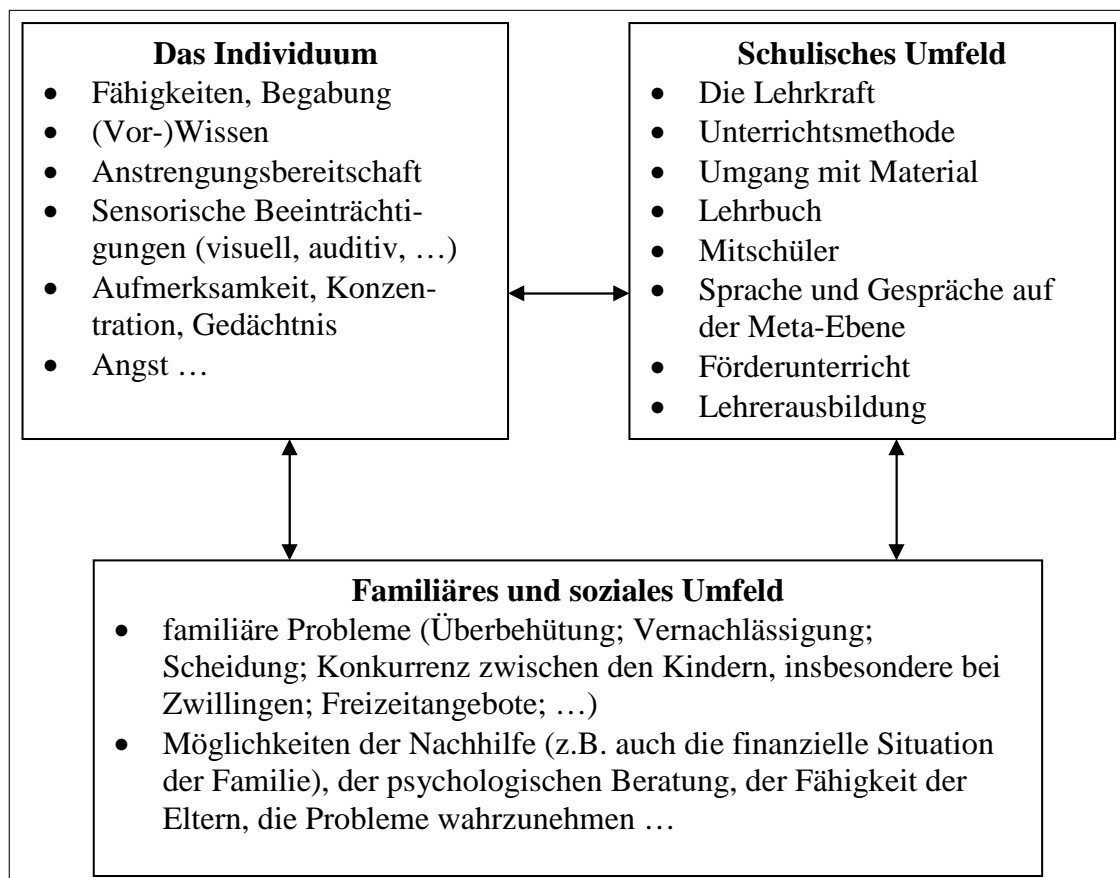 Das Individuum
• Fähigkeiten, Begabung
• (Vor-)Wissen
• Anstrengungsbereitschaft
• Sensorische Beeinträchti-
gungen (visuell, auditiv, …)
• Aufmerksamkeit, Konzen-
tration, Gedächtnis
• Angst …
Schulisches Umfeld
• Die Lehrkraft
• Unterrichtsmethode
• Umgang mit Material
• Lehrbuch
• Mitschüler
• Sprache und Gespräche auf
der Meta-Ebene
• Förderunterricht
• Lehrerausbildung
Familiäres und soziales Umfeld
• familiäre Probleme (Überbehütung; Vernachlässigung;
Scheidung; Konkurrenz zwischen den Kindern, insbesondere bei
Zwillingen; Freizeitangebote; …)
• Möglichkeiten der Nachhilfe (z.B. auch die finanzielle Situation
der Familie), der psychologischen Beratung, der Fähigkeit der
Eltern, die Probleme wahrzunehmen …